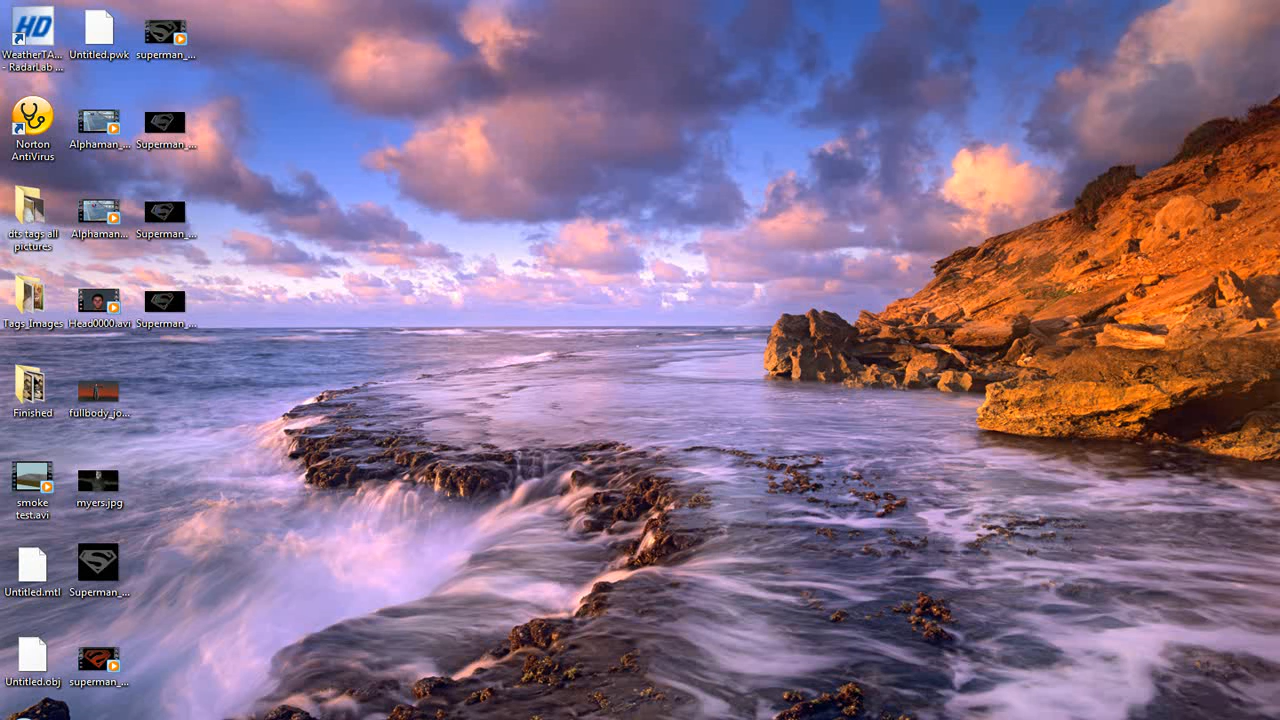 HD
WeatherTA...
- RadarLab ...
Untitled.pwk
superman_...
Norton
AntiVirus
Alphaman_...
Superman_...
dts tags all
pictures
Alphaman...
Superman_...
Tags_Images
Head0000.avi
Superman_...
Finished
fullbody_jo...
smoke
test.avi
myers.jpg
Untitled.mtl
Superman_...
Untitled.obj
superman_...